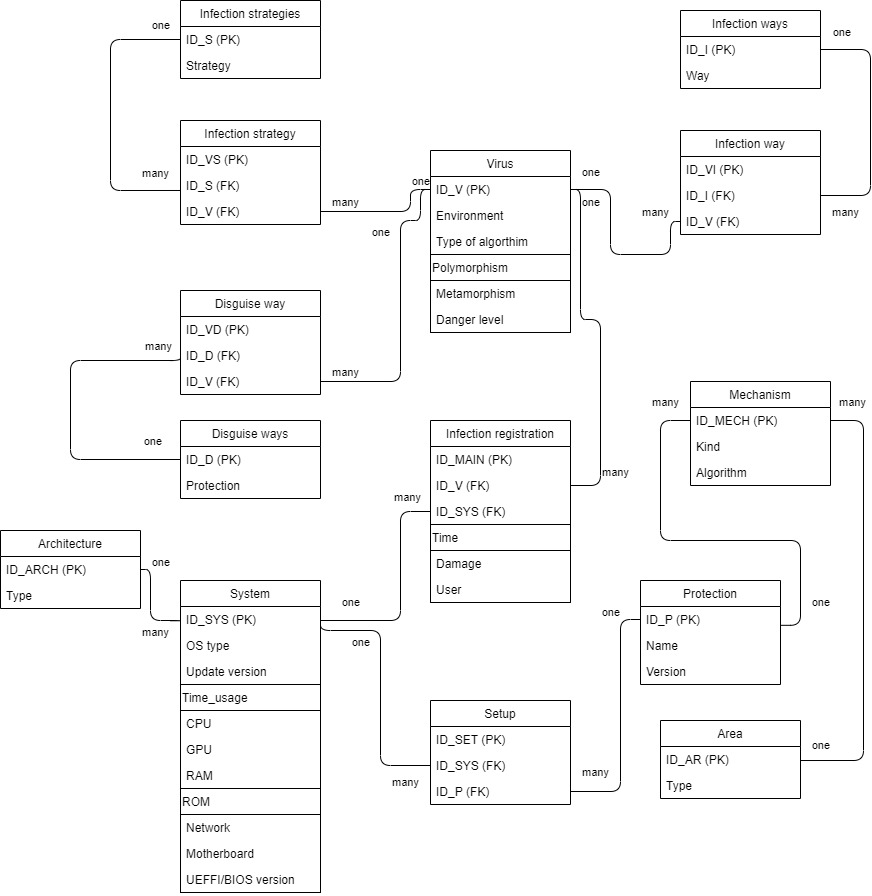 Infection strategies
one
ID_S (PK)
Strategy
Infection strategy
ID_VS (PK)
many
ID_S (FK)
ID_V (FK)
many
Infection ways
one
ID_I (PK)
Way
Infection way
ID_VI (PK)
ID_I (FK)
many
many
ID_V (FK)
Virus
one
one
one
one
ID_V (PK)
Environment
Type of algorthim
Polymorphism
Metamorphism
Danger level
Disguise way
ID_VD (PK)
many
ID_D (FK)
ID_V (FK)
many
Disguise ways
one
ID_D (PK)
Protection
Infection registration
ID_MAIN (PK)
ID_V (FK)
many
many
ID_SYS (FK)
Time
Damage
User
Mechanism
many
many
ID_MECH (PK)
Kind
Algorithm
Architecture
ID_ARCH (PK)
one
Type
System
many
ID_SYS (PK)
one
one
OS type
Update version
Time_usage
CPU
GPU
RAM
ROM
Network
Motherboard
UEFFI/BIOS version
Protection
one
one
ID_P (PK)
Name
Version
Setup
ID_SET (PK)
ID_SYS (FK)
many
many
ID_P (FK)
Area
one
ID_AR (PK)
Type